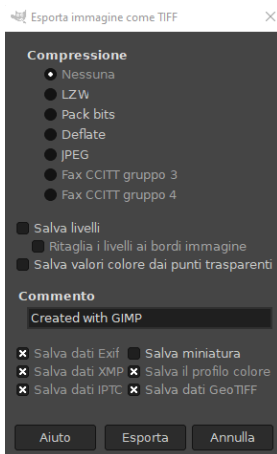 Esporta immagine come TIFF
Compressione
Nessuna
LZW
Pack bits
Deflate
JPEG
Fax CCITT gruppo 3
Fax CCITT gruppo 4
Salva livelli
Ritaglia i livelli ai bordi immagine
Salva valori colore dai punti trasparenti
Commento
Created with GIMP
Salva dati Exif Salva miniatura
Salva dati XMP Salva il profilo colore
Salva dati IPTC Salva dati GeoTIFF
Aiuto Esporta Annulla